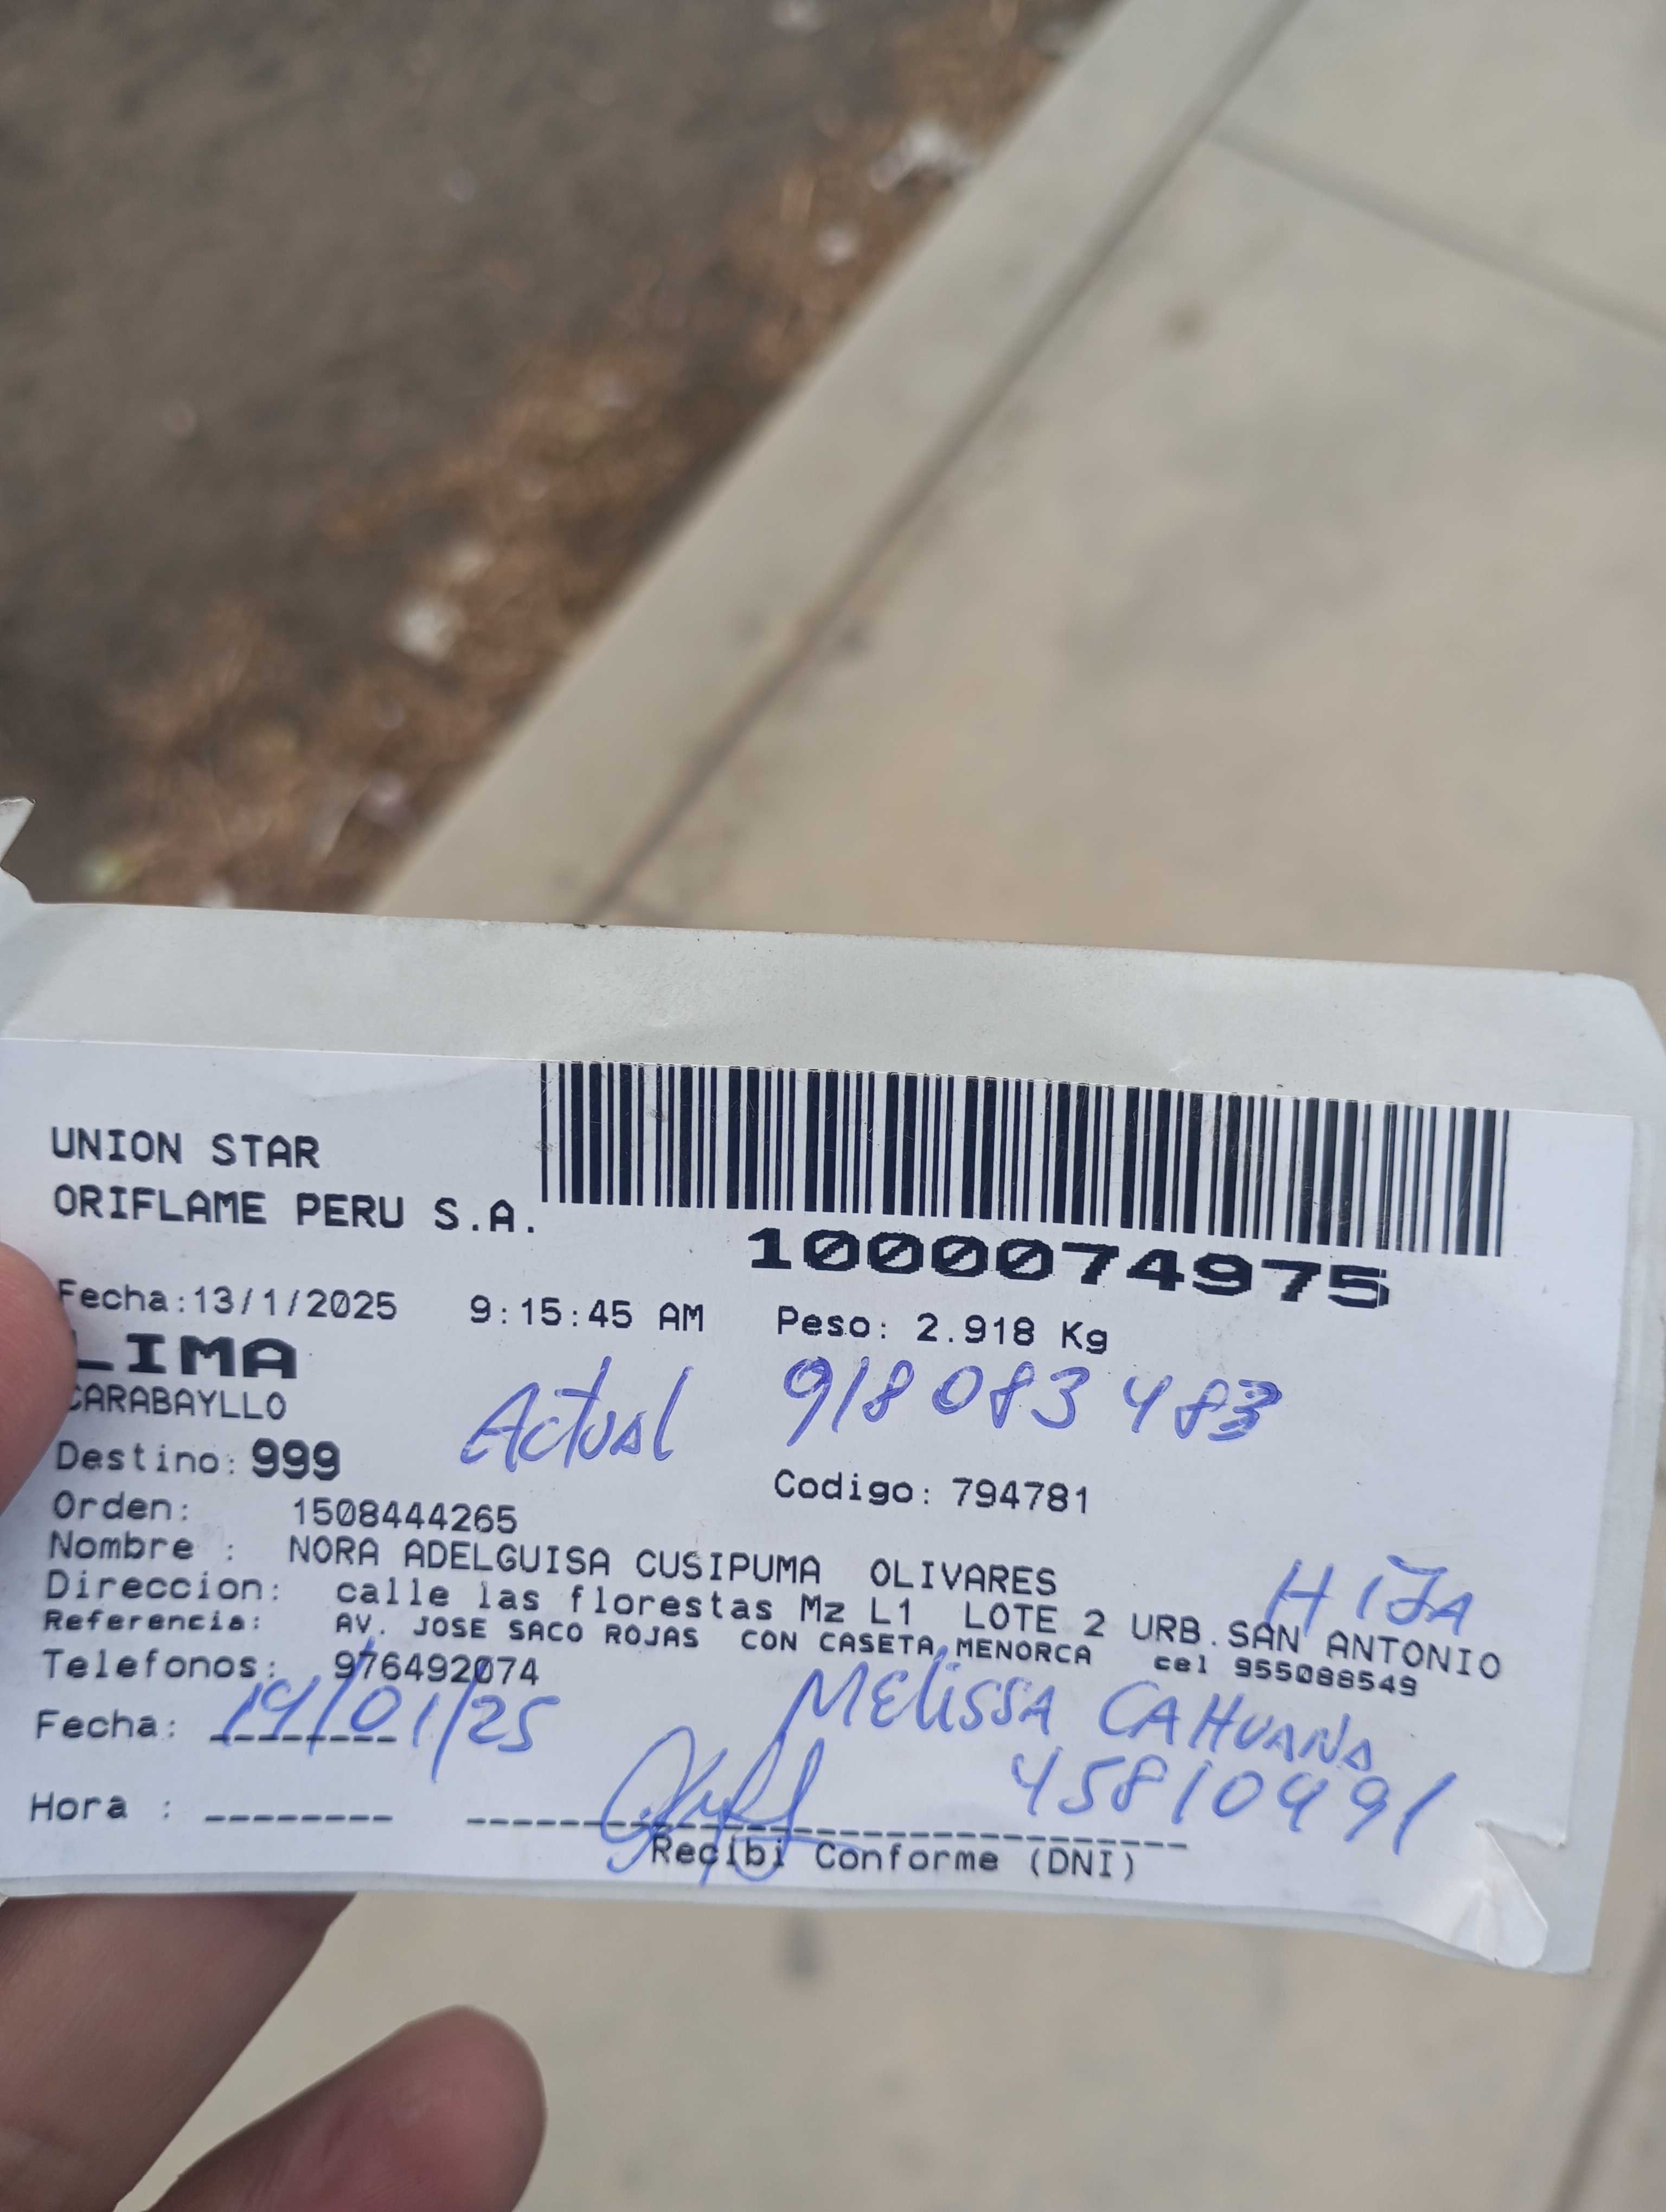 UNION STAR
ORIFLAME PERU S.A.
1000074975
Fecha:13/1/2025 9:15:45 AM Peso: 2.918 Kg
LIMA
CARABAYLLO
Actual 918083483
Destino: 999
Codigo: 794781
Orden: 1508444265
Nombre : NORA ADELGUISA CUSIPUMA OLIVARES
HIJA
Direccion: calle las florestas Mz L1 LOTE 2 URB.SAN ANTONIO
Referencia: AV. JOSE SACO ROJAS CON CASETA MENORCA cel 955088549
Telefonos: 976492074
MELISSA CAHUANA
Fecha: 14/01/25
45810491
Hora :
Recibi Conforme (DNI)